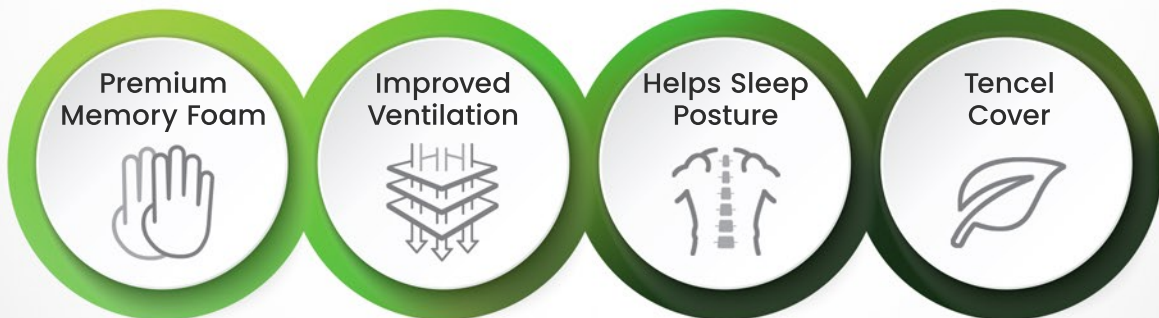 Premium
Memory Foam
Improved
Ventilation
Helps Sleep
Posture
Tencel
Cover